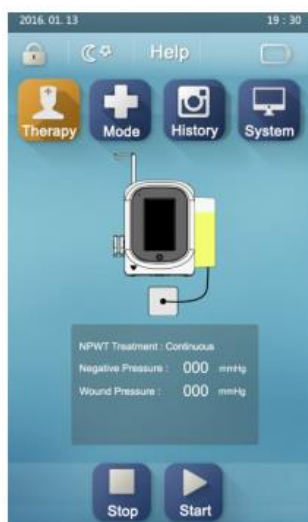 2016. 01. 13 19 : 30
Help
Therapy Mode History System
NPWT Treatment : Continuous
Negative Pressure : 000 mmHg
Wound Pressure : 000 mmHg
Stop Start